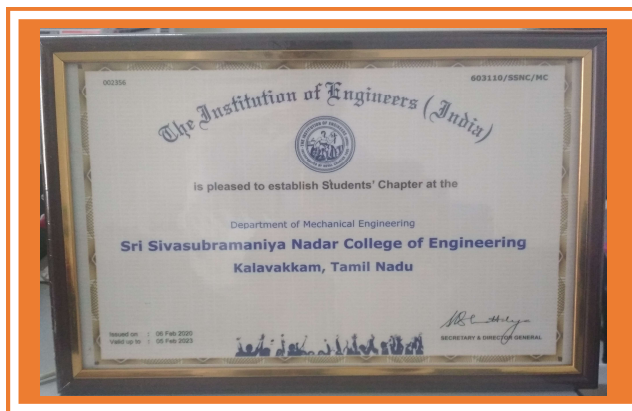 002356
603110/SSNC/MC
The Institution of Engineers (India)
is pleased to establish Students' Chapter at the
Department of Mechanical Engineering
Sri Sivasubramaniya Nadar College of Engineering
Kalavakkam, Tamil Nadu
Issued on : 06 Feb 2020
Valid up to : 05 Feb 2023
SECRETARY & DIRECTOR GENERAL